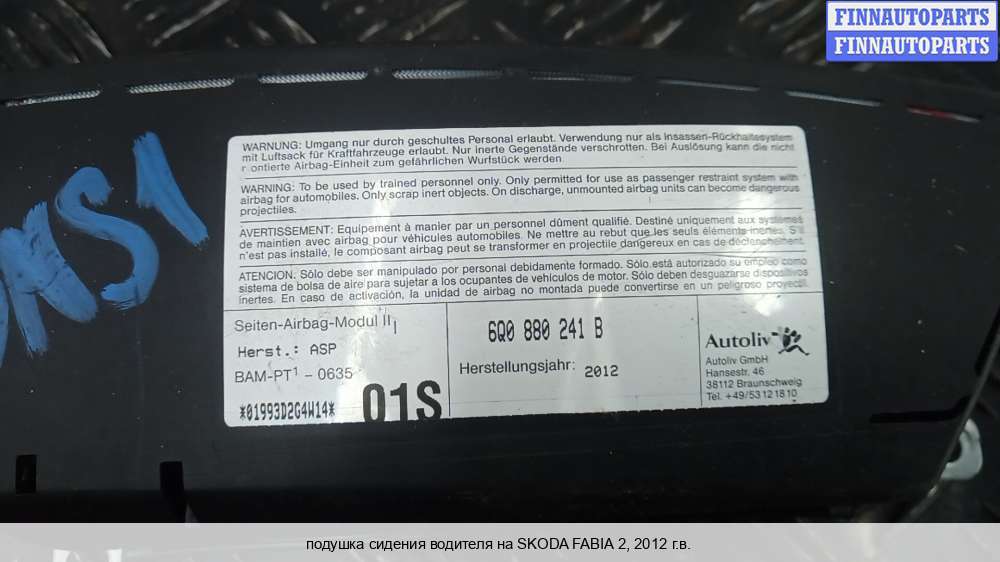 FINNAUTOPARTS
FINNAUTOPARTS
WARNUNG: Umgang nur durch geschultes Personal erlaubt. Verwendung nur als Insassen-Rückhaltesystem
mit Luftsack für Kraftfahrzeuge erlaubt. Nur inerte Gegenstände verschrotten. Bei Auslösung kann die nicht
montierte Airbag-Einheit zum gefährlichen Wurfstück werden.
WARNING: To be used by trained personnel only. Only permitted for use as passenger restraint system with
airbag for automobiles. Only scrap inert objects. On discharge, unmounted airbag units can become dangerous
projectiles.
AVERTISSEMENT: Equipement à manier par un personnel dûment qualifié. Destiné uniquement aux systèmes
de maintien avec airbag pour véhicules automobiles. Ne mettre au rebut que les seuls éléments inertes. S'il
n'est pas installé, le composant airbag peut se transformer en projectile dangereux en cas de déclenchement.
ATENCION: Sólo debe ser manipulado por personal debidamente formado. Sólo está autorizado su empleo como
sistema de bolsa de aire para sujetar a los ocupantes de vehículos de motor. Sólo deben desguazarse dispositivos
inertes. En caso de activación, la unidad de airbag no montada puede convertirse en un peligroso proyectil.
Seiten-Airbag-Modul II
Herst.: ASP
BAM-PT¹ - 0635
*01993D2G4W14*
01S
6Q0 880 241 B
Herstellungsjahr: 2012
Autoliv
Autoliv GmbH
Hansestr. 46
38112 Braunschweig
Tel. +49/53 12 18 10
подушка сидения водителя на SKODA FABIA 2, 2012 г.в.